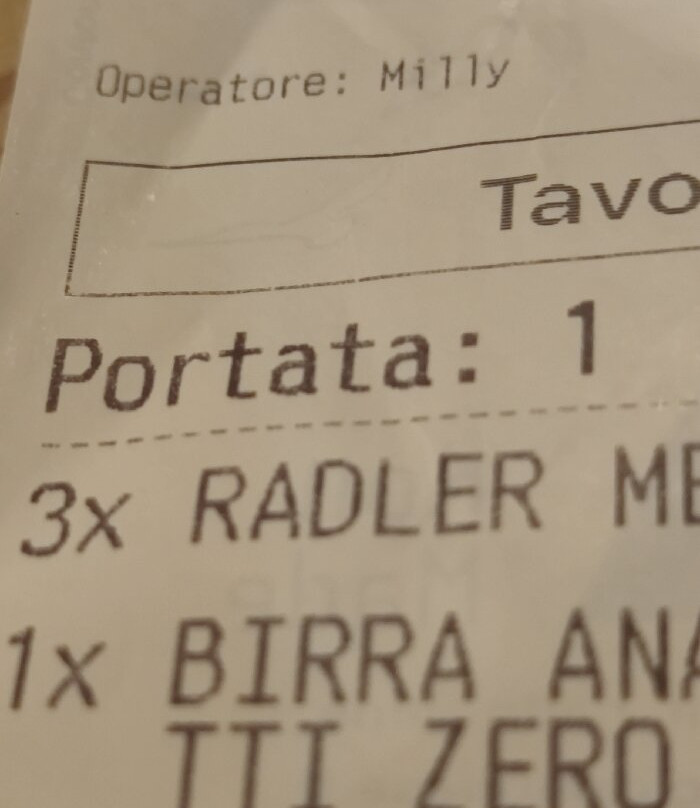 Operatore: Milly
Tavo
Portata: 1
3x RADLER ME
1x BIRRA ANA
TTI ZERO